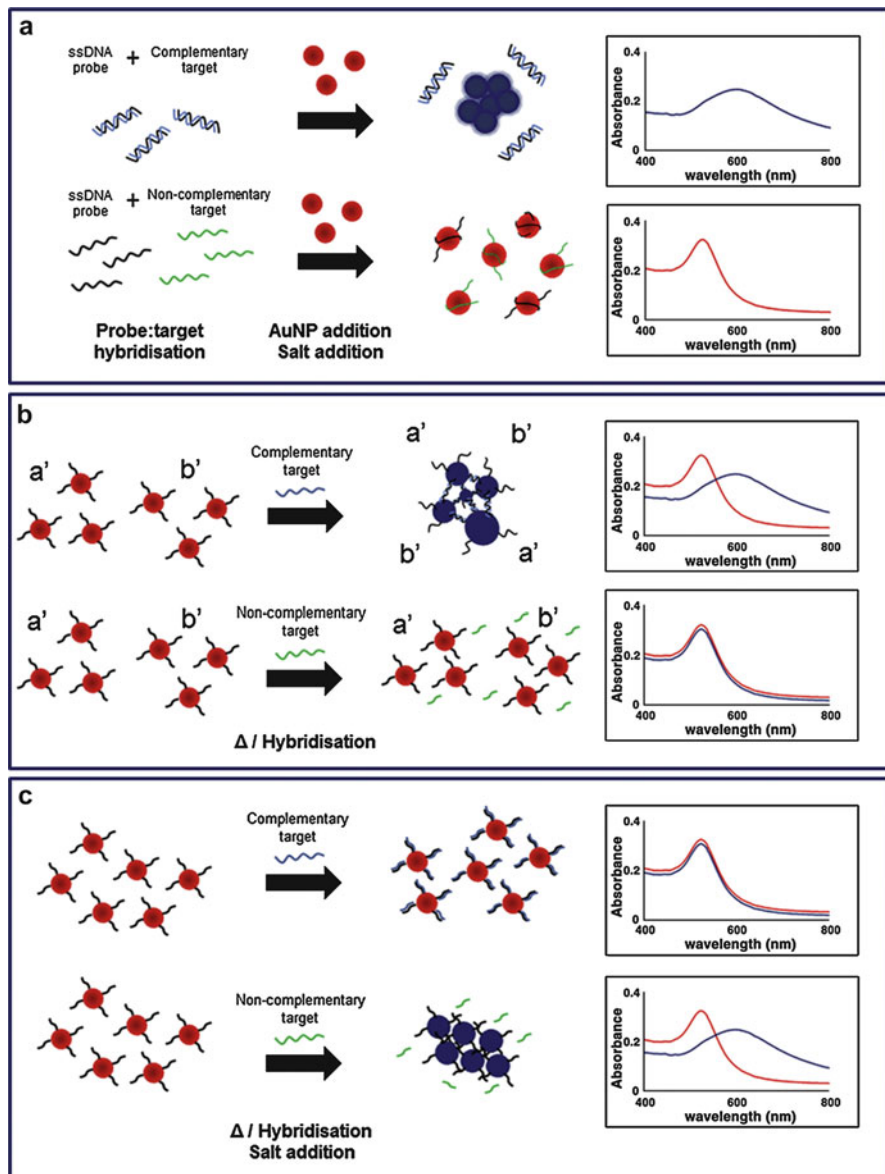 a
ssDNA probe + Complementary target
0.4
0.2
0
Absorbance
400 600 800
wavelength (nm)
ssDNA probe + Non-complementary target
0.4
0.2
0
Absorbance
400 600 800
wavelength (nm)
Probe:target
hybridisation
AuNP addition
Salt addition
b
a' b'
Complementary
target
a' b'
b' a'
0.4
0.2
0
Absorbance
400 600 800
wavelength (nm)
a' b'
Non-complementary
target
a' b'
0.4
0.2
0
Absorbance
400 600 800
wavelength (nm)
Δ / Hybridisation
c
Complementary
target
0.4
0.2
0
Absorbance
400 600 800
wavelength (nm)
Non-complementary
target
0.4
0.2
0
Absorbance
400 600 800
wavelength (nm)
Δ / Hybridisation
Salt addition